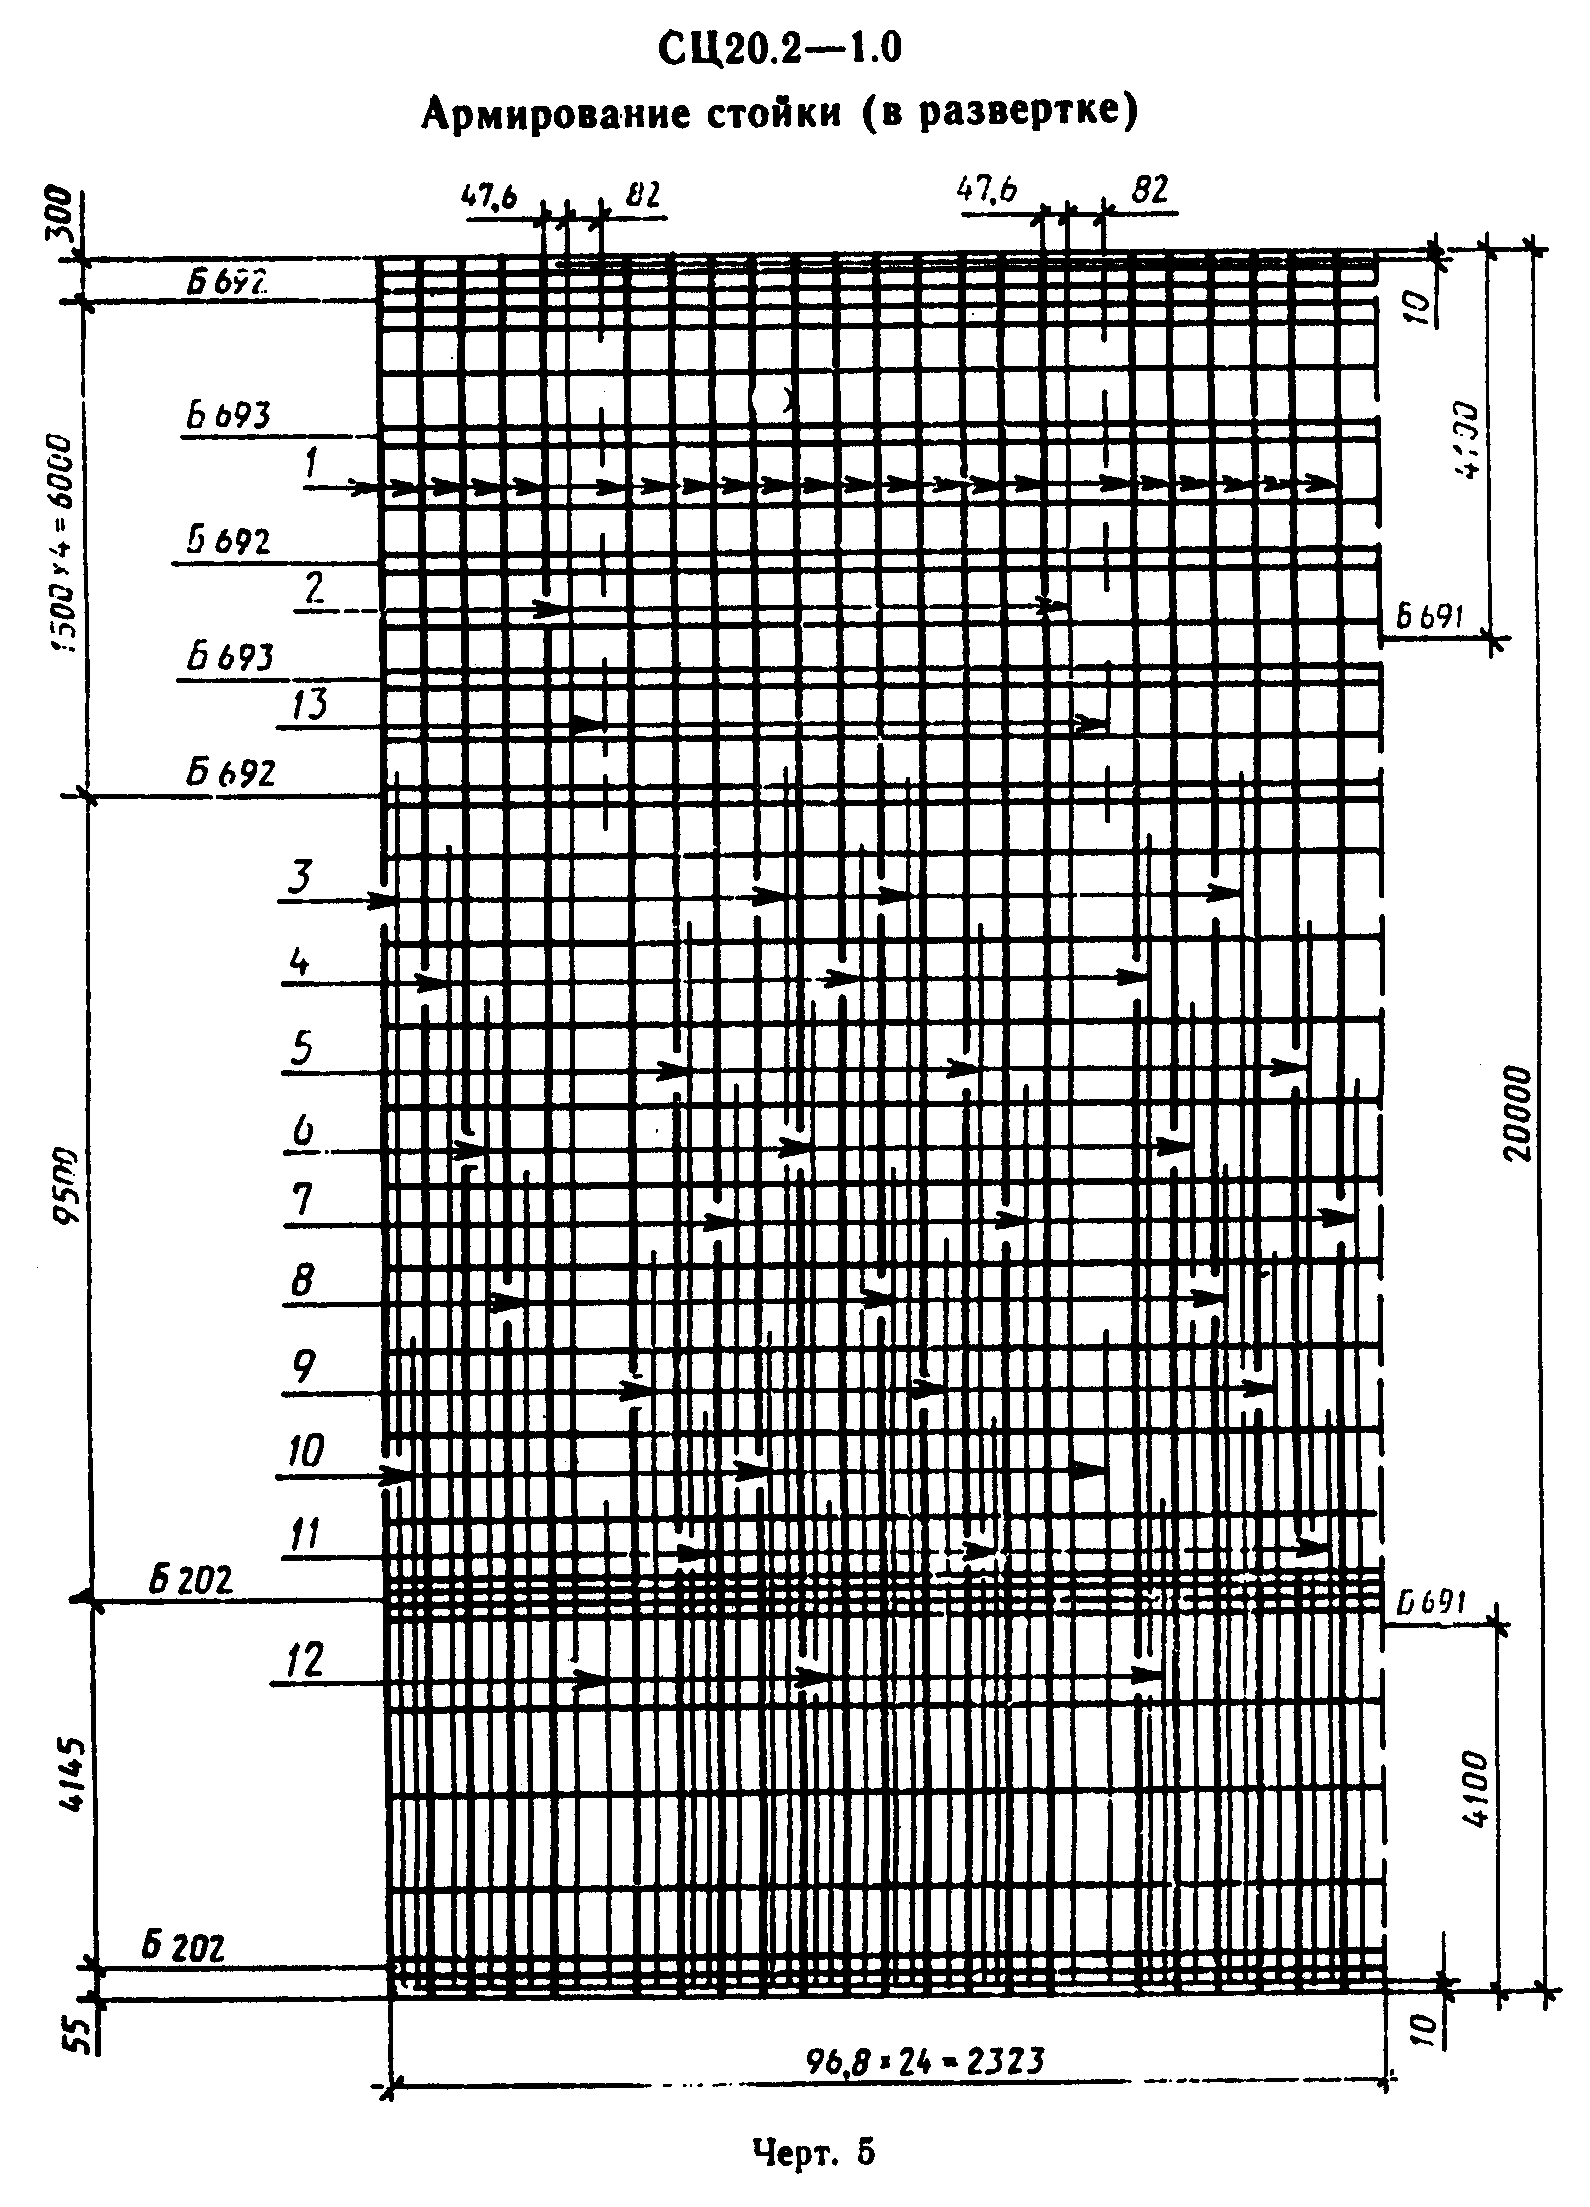 СЦ20.2—1.0
Армирование стойки (в развертке)
47,6 82 47,6 82
300
Б 692
10
Б 693
1
1500 × 4 = 6000
Б 692
2
Б 691
Б 693
13
Б 692
3
4
5
20000
6
9500
7
8
9
10
11
Б 202
Б 691
12
4145
4100
Б 202
55
10
96,8 × 24 = 2323
Черт. 5